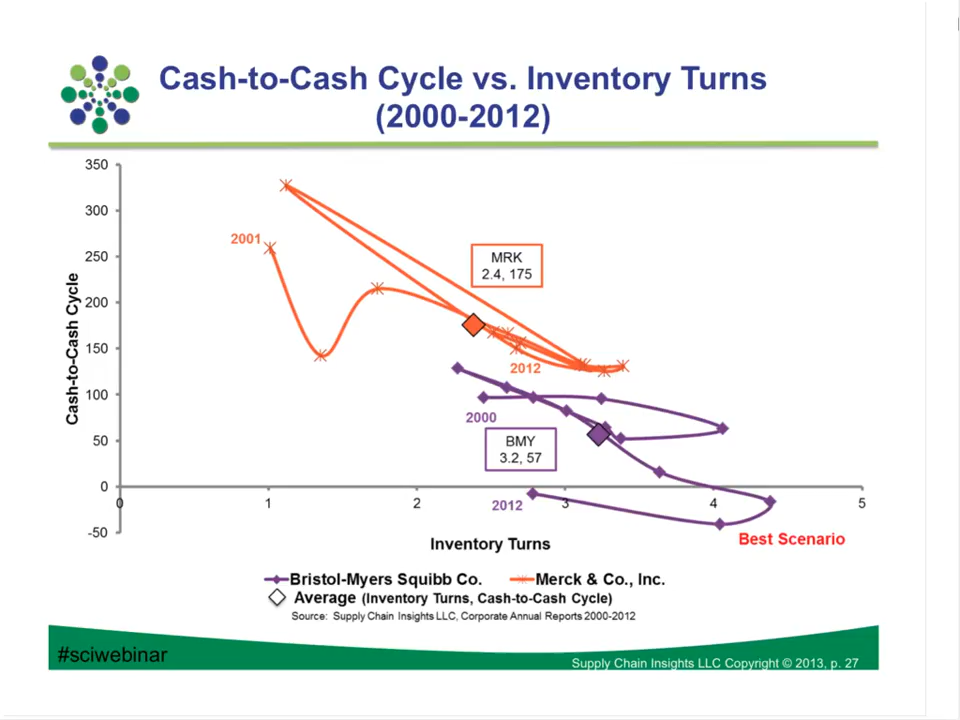 Cash-to-Cash Cycle vs. Inventory Turns
(2000-2012)
350
300
250
200
150
100
50
0
-50
Cash-to-Cash Cycle
2001
MRK
2.4, 175
2012
2000
BMY
3.2, 57
2012
0
1
2
3
4
5
Best Scenario
Inventory Turns
Bristol-Myers Squibb Co.
Merck & Co., Inc.
Average (Inventory Turns, Cash-to-Cash Cycle)
Source: Supply Chain Insights LLC, Corporate Annual Reports 2000-2012
#sciwebinar
Supply Chain Insights LLC Copyright © 2013, p. 27